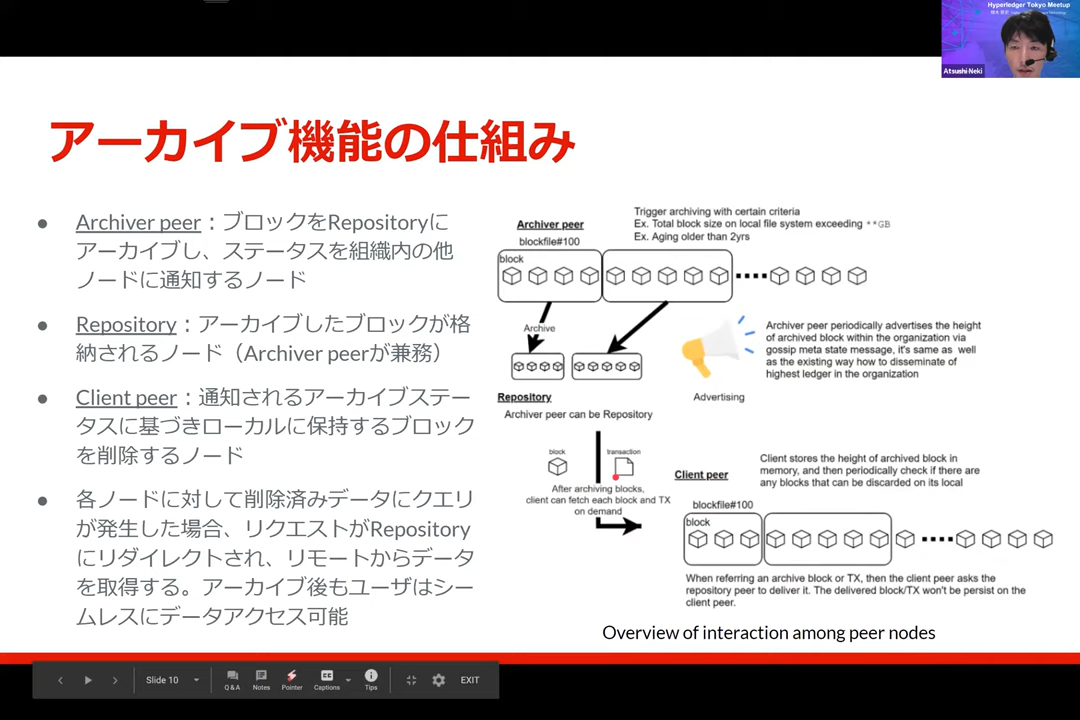 Hyperledger Tokyo Meetup
Atsushi Neki
アーカイブ機能の仕組み
● Archiver peer：ブロックをRepositoryに
アーカイブし、ステータスを組織内の他
ノードに通知するノード
● Repository：アーカイブしたブロックが格
納されるノード（Archiver peerが兼務）
● Client peer：通知されるアーカイブステー
タスに基づきローカルに保持するブロック
を削除するノード
● 各ノードに対して削除済みデータにクエリ
が発生した場合、リクエストがRepository
にリダイレクトされ、リモートからデータ
を取得する。アーカイブ後もユーザはシー
ムレスにデータアクセス可能
Archiver peer
blockfile#100
block
Trigger archiving with certain criteria
Ex. Total block size on local file system exceeding **GB
Ex. Aging older than 2yrs
Archive
Archiver peer periodically advertises the height
of archived block within the organization via
gossip meta state message, it's same as well
as the existing way how to disseminate of
highest ledger in the organization
Advertising
Repository
Archiver peer can be Repository
block
transaction
After archiving blocks,
client can fetch each block and TX
on demand
Client peer
Client stores the height of archived block in
memory, and then periodically check if there are
any blocks that can be discarded on its local
blockfile#100
block
When referring an archive block or TX, then the client peer asks the
repository peer to deliver it. The delivered block/TX won't be persist on the
client peer.
Overview of interaction among peer nodes
Slide 10
Q&A
Notes
Pointer
Captions
Tips
EXIT